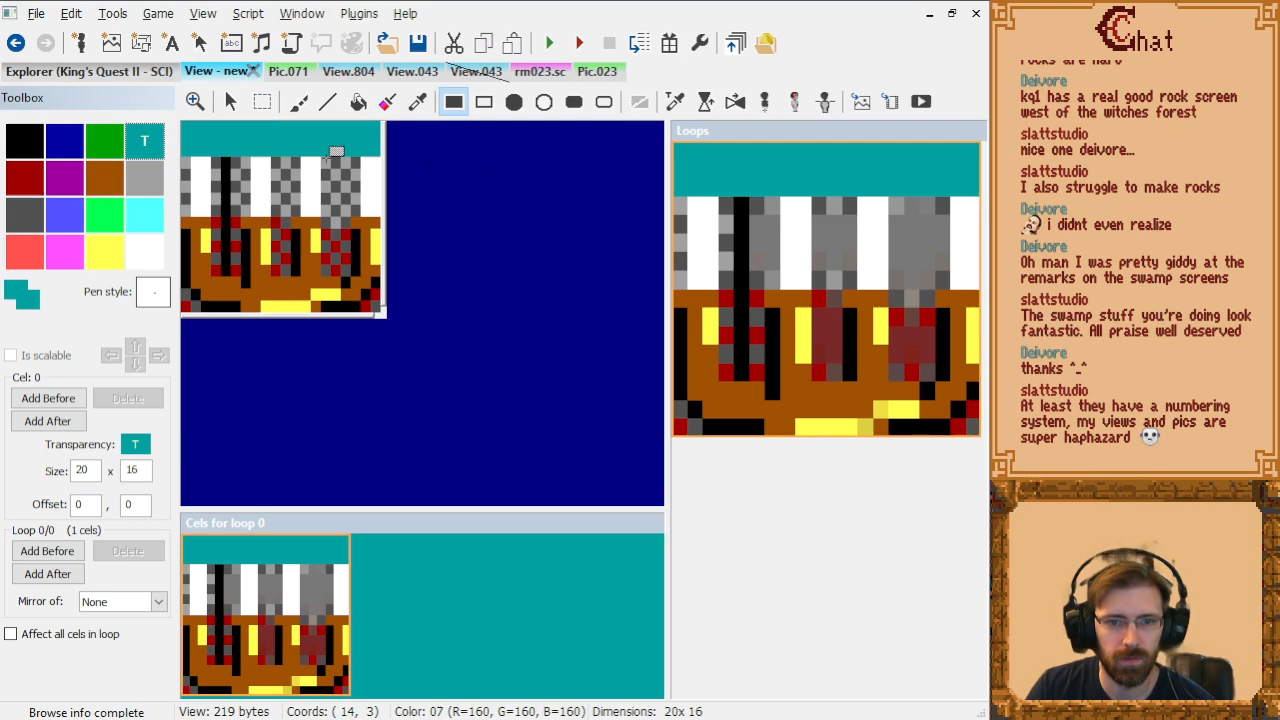 File Edit Tools Game View Script Window Plugins Help
A
abc
Explorer (King's Quest II - SCI) View - new Pic.071 View.804 View.043 View.043 rm023.sc Pic.023
Toolbox
T
Pen style:
Is scalable
Cel: 0
Add Before Delete
Add After
Transparency: T
Size: 20 x 16
Offset: 0 , 0
Loop 0/0 (1 cels)
Add Before Delete
Add After
Mirror of: None
Affect all cels in loop
Browse info complete
Cels for loop 0
View: 219 bytes
Color: 07 (R=160, G=160, B=160) Dimensions: 20x 16
Loops
Chat
rocks are hard
Deivore
kq1 has a real good rock screen
west of the witches forest
slattstudio
nice one deivore...
slattstudio
I also struggle to make rocks
Deivore
i didnt even realize
Deivore
Oh man I was pretty giddy at the
remarks on the swamp screens
slattstudio
The swamp stuff you're doing look
fantastic. All praise well deserved
Deivore
thanks ^_^
slattstudio
At least they have a numbering
system, my views and pics are
super haphazard